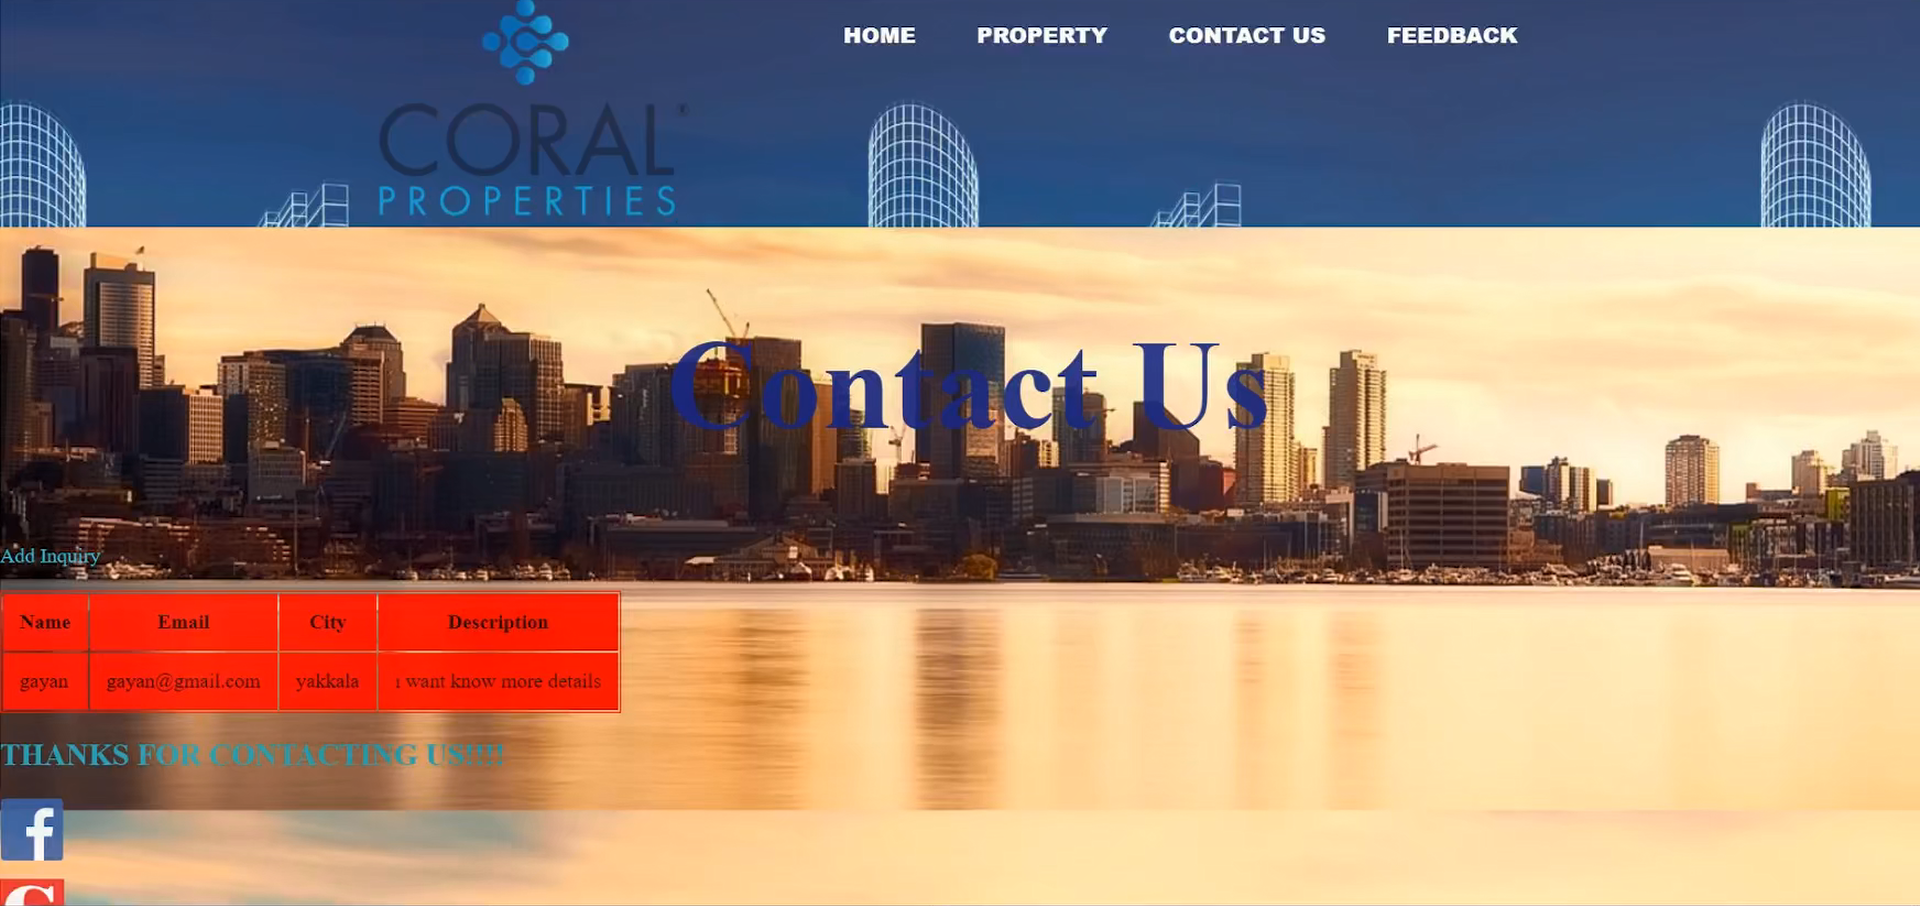 HOME PROPERTY CONTACT US FEEDBACK
CORAL®
PROPERTIES
Contact Us
Add Inquiry
Name Email City Description
gayan gayan@gmail.com yakkala i want know more details
THANKS FOR CONTACTING US!!!!
f